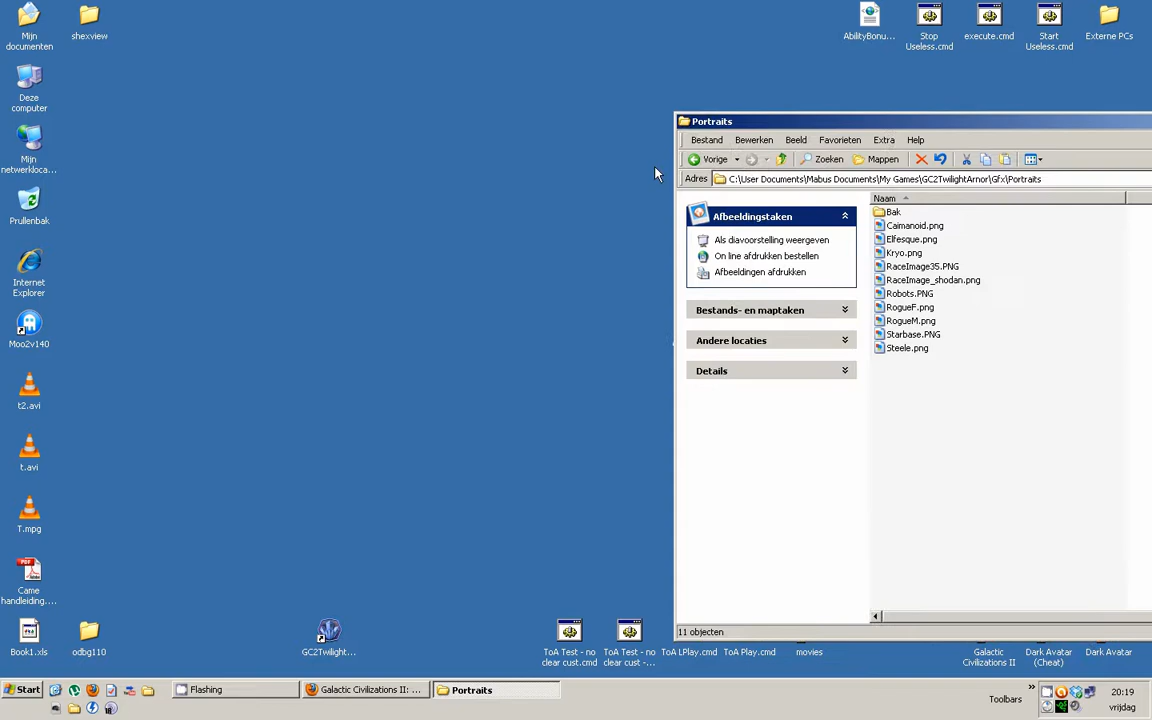 Mijn
documenten
shexview
AbilityBonu...
Stop
Useless.cmd
execute.cmd
Start
Useless.cmd
Externe PCs
Deze
computer
Mijn
netwerkloca...
Prullenbak
Internet
Explorer
Moo2v140
t2.avi
t.avi
T.mpg
Came
handleiding....
Book1.xls
odbg110
GC2Twilight...
ToA Test - no
clear cust.cmd
ToA Test - no
clear cust -...
ToA LPlay.cmd
ToA Play.cmd
movies
Galactic
Civilizations II
Dark Avatar
(Cheat)
Dark Avatar
Portraits
Bestand Bewerken Beeld Favorieten Extra Help
Vorige Zoeken Mappen
Adres C:\User Documents\Mabus Documents\My Games\GC2TwilightArnor\Gfx\Portraits
Afbeeldingstaken
Als diavoorstelling weergeven
On line afdrukken bestellen
Afbeeldingen afdrukken
Bestands- en maptaken
Andere locaties
Details
Naam
Bak
Caimanoid.png
Elfesque.png
Kryo.png
RaceImage35.PNG
RaceImage_shodan.png
Robots.PNG
RogueF.png
RogueM.png
Starbase.PNG
Steele.png
11 objecten
Start
Flashing
Galactic Civilizations II: ...
Portraits
Toolbars
»
20:19
vrijdag